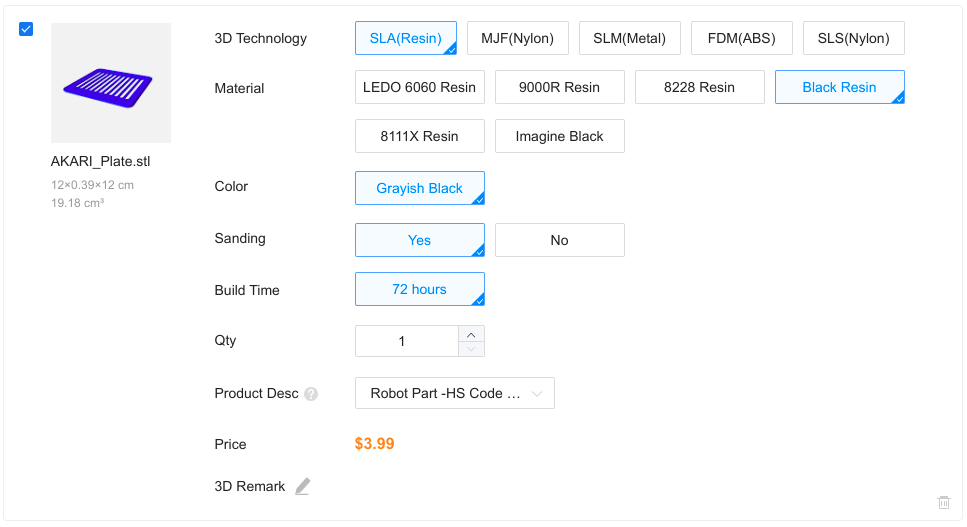 3D Technology SLA(Resin) MJF(Nylon) SLM(Metal) FDM(ABS) SLS(Nylon)
Material LEDO 6060 Resin 9000R Resin 8228 Resin Black Resin
8111X Resin Imagine Black
AKARI_Plate.stl
12×0.39×12 cm
19.18 cm³
Color Grayish Black
Sanding Yes No
Build Time 72 hours
Qty 1
Product Desc ? Robot Part -HS Code ...
Price $3.99
3D Remark